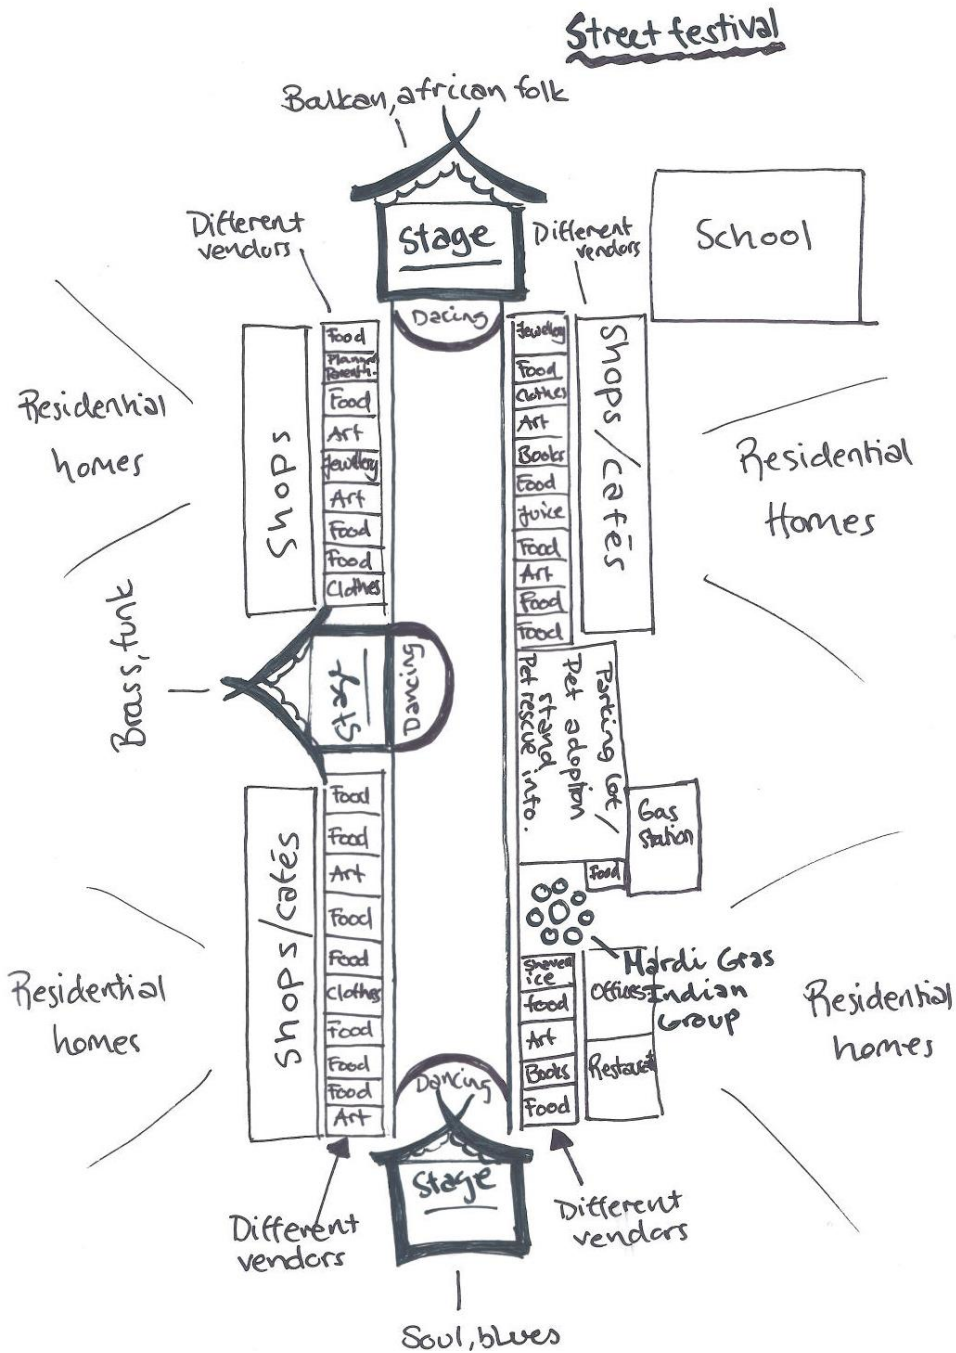 Street festival
Balkan, african folk
Different
vendors
Stage
Different
vendors
School
Dacing
Shops
Food
Planned
Parenth.
Food
Art
Jewellery
Art
Food
Food
Clothes
Jewellery
Food
Clothes
Art
Books
Food
Juice
Food
Art
Food
Food
Shops/cafés
Residential
homes
Residential
Homes
Brass, funk
Stage
Dancing
Parking lot/
Pet adoption
stand
Pet rescue info.
Gas
station
Food
Shops/cafés
Food
Food
Art
Food
Food
Clothes
Food
Food
Food
Art
Mardi Gras
Indian
Group
Shaved
ice
food
Art
Books
Food
Offices
Residential
homes
Residential
homes
Dancing
Stage
Different
vendors
Different
vendors
Soul, blues